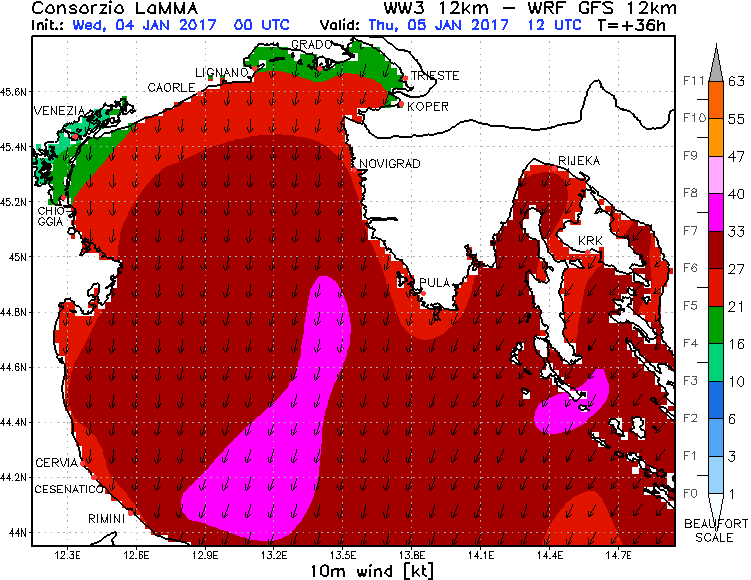 Consorzio LaMMA WW3 12km – WRF GFS 12km
Init.: Wed, 04 JAN 2017 00 UTC Valid: Thu, 05 JAN 2017 12 UTC T=+36h
GRADO
LIGNANO
TRIESTE
CAORLE
KOPER
VENEZIA
NOVIGRAD
RIJEKA
CHIO-
GGIA
KRK
PULA
CERVIA
CESENATICO
RIMINI
45.6N
45.4N
45.2N
45N
44.8N
44.6N
44.4N
44.2N
44N
12.3E 12.6E 12.9E 13.2E 13.5E 13.8E 14.1E 14.4E 14.7E
10m wind [kt]
F11 63
F10 55
F9 47
F8 40
F7 33
F6 27
F5 21
F4 16
F3 10
F2 6
F1 3
F0 1
BEAUFORT
SCALE